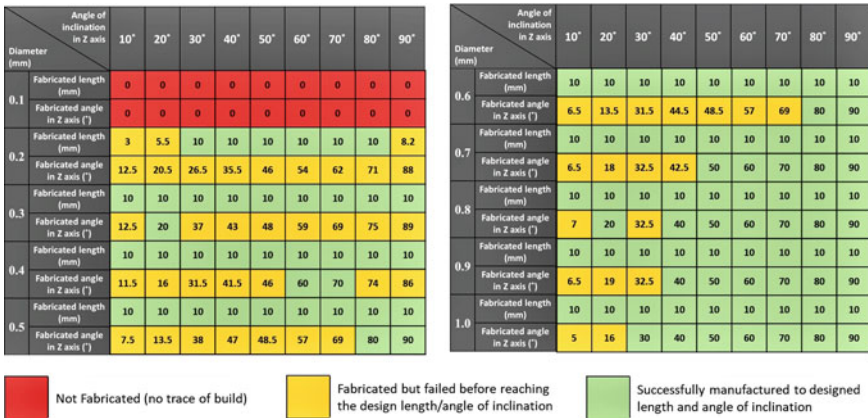 Angle of
inclination
in Z axis
Diameter
(mm)
10° 20° 30° 40° 50° 60° 70° 80° 90°
0.1
Fabricated length
(mm)
0 0 0 0 0 0 0 0 0
Fabricated angle
in Z axis (°)
0 0 0 0 0 0 0 0 0
0.2
Fabricated length
(mm)
3 5.5 10 10 10 10 10 10 8.2
Fabricated angle
in Z axis (°)
12.5 20.5 26.5 35.5 46 54 62 71 88
0.3
Fabricated length
(mm)
10 10 10 10 10 10 10 10 10
Fabricated angle
in Z axis (°)
12.5 20 37 43 48 59 69 75 89
0.4
Fabricated length
(mm)
10 10 10 10 10 10 10 10 10
Fabricated angle
in Z axis (°)
11.5 16 31.5 41.5 46 60 70 74 86
0.5
Fabricated length
(mm)
10 10 10 10 10 10 10 10 10
Fabricated angle
in Z axis (°)
7.5 13.5 38 47 48.5 57 69 80 90
Angle of
inclination
in Z axis
Diameter
(mm)
10° 20° 30° 40° 50° 60° 70° 80° 90°
0.6
Fabricated length
(mm)
10 10 10 10 10 10 10 10 10
Fabricated angle
in Z axis (°)
6.5 13.5 31.5 44.5 48.5 57 69 80 90
0.7
Fabricated length
(mm)
10 10 10 10 10 10 10 10 10
Fabricated angle
in Z axis (°)
6.5 18 32.5 42.5 50 60 70 80 90
0.8
Fabricated length
(mm)
10 10 10 10 10 10 10 10 10
Fabricated angle
in Z axis (°)
7 20 32.5 40 50 60 70 80 90
0.9
Fabricated length
(mm)
10 10 10 10 10 10 10 10 10
Fabricated angle
in Z axis (°)
6.5 19 32.5 40 50 60 70 80 90
1.0
Fabricated length
(mm)
10 10 10 10 10 10 10 10 10
Fabricated angle
in Z axis (°)
5 16 30 40 50 60 70 80 90
Not Fabricated (no trace of build)
Fabricated but failed before reaching
the design length/angle of inclination
Successfully manufactured to designed
length and angle of inclination